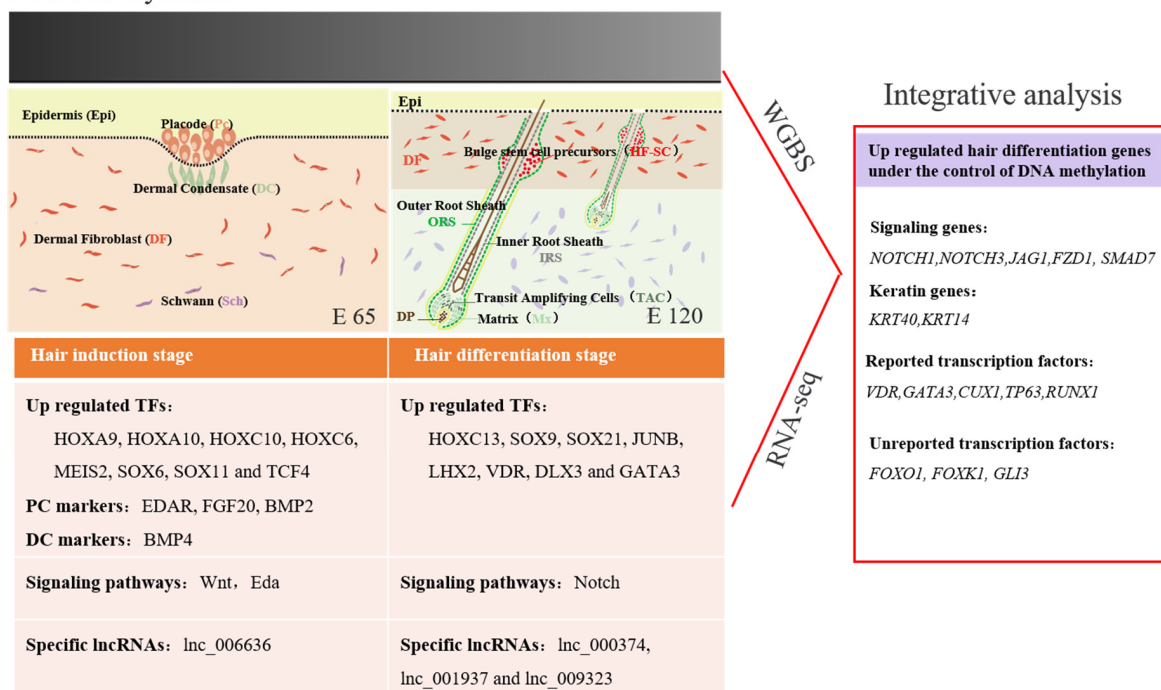 Epidermis (Epi)
Placode (Pc)
Dermal Condensate (DC)
Dermal Fibroblast (DF)
Schwann (Sch)
E 65
Epi
DF
Bulge stem cell precursors (HF-SC)
Outer Root Sheath
ORS
Inner Root Sheath
IRS
Transit Amplifying Cells (TAC)
DP
Matrix (Mx)
E 120
Hair induction stage
Hair differentiation stage
Up regulated TFs:
HOXA9, HOXA10, HOXC10, HOXC6,
MEIS2, SOX6, SOX11 and TCF4
PC markers: EDAR, FGF20, BMP2
DC markers: BMP4
Up regulated TFs:
HOXC13, SOX9, SOX21, JUNB,
LHX2, VDR, DLX3 and GATA3
Signaling pathways: Wnt, Eda
Signaling pathways: Notch
Specific lncRNAs: lnc_006636
Specific lncRNAs: lnc_000374,
lnc_001937 and lnc_009323
WGBS
RNA-seq
Integrative analysis
Up regulated hair differentiation genes
under the control of DNA methylation
Signaling genes:
NOTCH1,NOTCH3,JAG1,FZD1, SMAD7
Keratin genes:
KRT40,KRT14
Reported transcription factors:
VDR,GATA3,CUX1,TP63,RUNX1
Unreported transcription factors:
FOXO1, FOXK1, GLI3